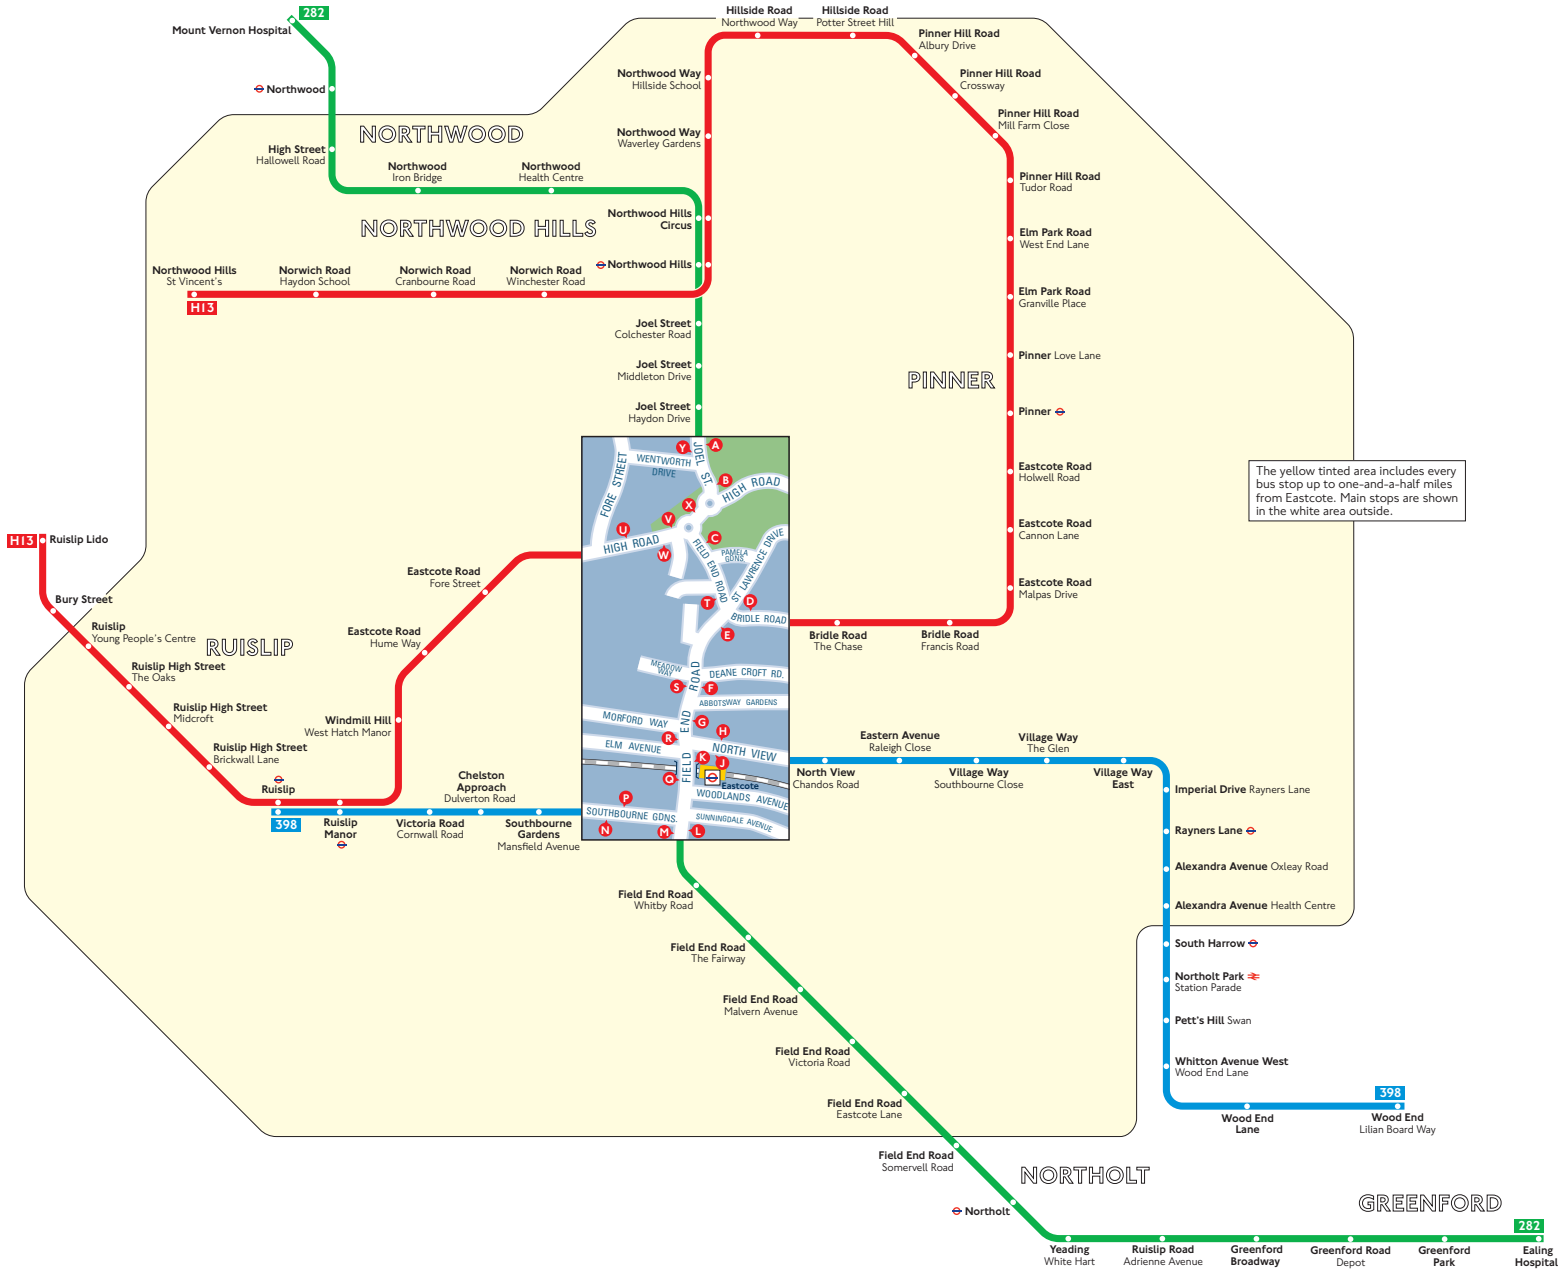 282
Mount Vernon Hospital
Northwood
NORTHWOOD
High Street
Hallowell Road
Northwood
Iron Bridge
Northwood
Health Centre
NORTHWOOD HILLS
Northwood Hills
Circus
Northwood Hills
Northwood Hills
St Vincent's
H13
Norwich Road
Haydon School
Norwich Road
Cranbourne Road
Norwich Road
Winchester Road
Joel Street
Colchester Road
Joel Street
Middleton Drive
Joel Street
Haydon Drive
Northwood Way
Waverley Gardens
Northwood Way
Hillside School
Hillside Road
Northwood Way
Hillside Road
Potter Street Hill
Pinner Hill Road
Albury Drive
Pinner Hill Road
Crossway
Pinner Hill Road
Mill Farm Close
Pinner Hill Road
Tudor Road
Elm Park Road
West End Lane
Elm Park Road
Granville Place
Pinner Love Lane
PINNER
Pinner
Eastcote Road
Holwell Road
Eastcote Road
Cannon Lane
Eastcote Road
Malpas Drive
Bridle Road
The Chase
Bridle Road
Francis Road
The yellow tinted area includes every
bus stop up to one-and-a-half miles
from Eastcote. Main stops are shown
in the white area outside.
H13
Ruislip Lido
Bury Street
Ruislip
Young People's Centre
RUISLIP
Ruislip High Street
The Oaks
Ruislip High Street
Midcroft
Ruislip High Street
Brickwall Lane
Ruislip
398
Ruislip
Manor
Windmill Hill
West Hatch Manor
Eastcote Road
Hume Way
Eastcote Road
Fore Street
Victoria Road
Cornwall Road
Chelston
Approach
Dulverton Road
Southbourne
Gardens
Mansfield Avenue
Y
A
JOEL ST.
WENTWORTH
DRIVE
FORE STREET
B
HIGH ROAD
X
V
U
HIGH ROAD
W
C
PAMELA
GDNS.
FIELD END ROAD
ST LAWRENCE DRIVE
T
D
BRIDLE ROAD
E
MEADOW
WAY
DEANE CROFT RD.
S
F
ABBOTSWAY GARDENS
FIELD END ROAD
MORFORD WAY
G
H
R
ELM AVENUE
NORTH VIEW
K
J
Q
Eastcote
WOODLANDS AVENUE
P
SOUTHBOURNE GDNS.
SUNNINGDALE AVENUE
N
M
L
North View
Chandos Road
Eastern Avenue
Raleigh Close
Village Way
Southbourne Close
Village Way
The Glen
Village Way
East
Imperial Drive Rayners Lane
Rayners Lane
Alexandra Avenue Oxleay Road
Alexandra Avenue Health Centre
South Harrow
Northolt Park
Station Parade
Pett's Hill Swan
Whitton Avenue West
Wood End Lane
Wood End
Lane
398
Wood End
Lilian Board Way
Field End Road
Whitby Road
Field End Road
The Fairway
Field End Road
Malvern Avenue
Field End Road
Victoria Road
Field End Road
Eastcote Lane
Field End Road
Somervell Road
NORTHOLT
Northolt
Yeading
White Hart
Ruislip Road
Adrienne Avenue
Greenford
Broadway
Greenford Road
Depot
GREENFORD
Greenford
Park
282
Ealing
Hospital